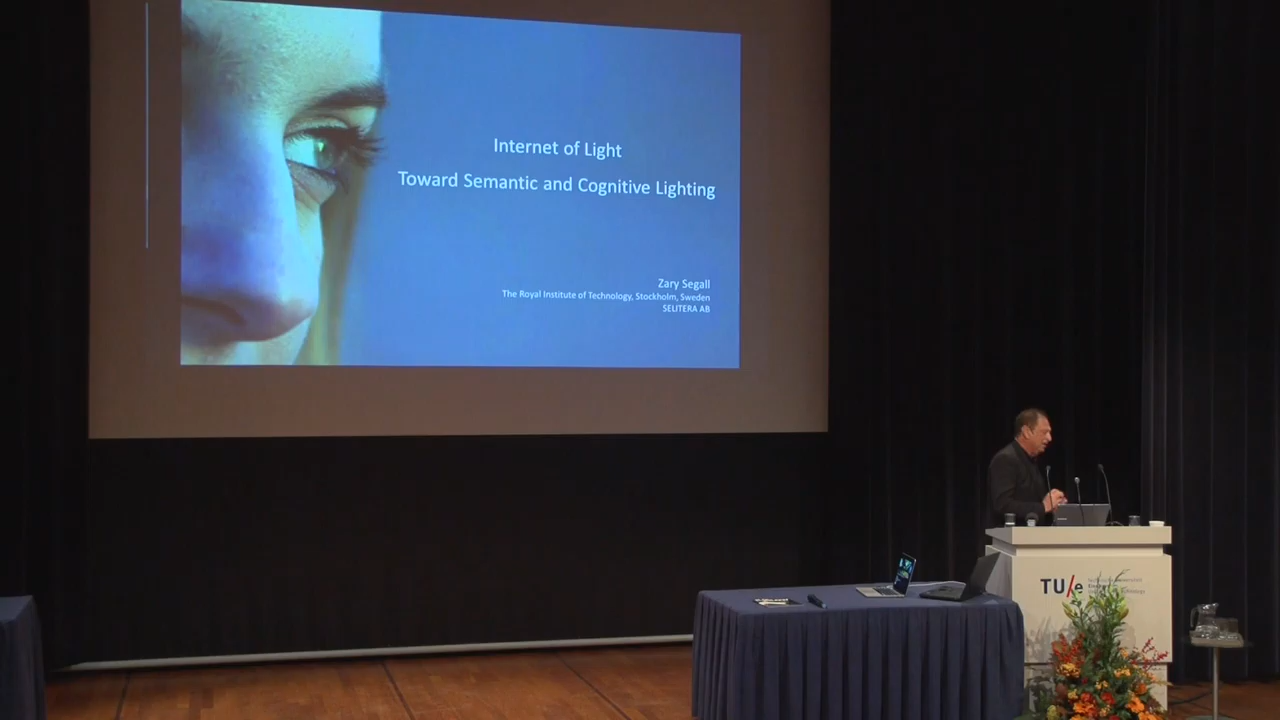 Internet of Light
Toward Semantic and Cognitive Lighting
Zary Segall
The Royal Institute of Technology, Stockholm, Sweden
SELITERA AB
TU/e